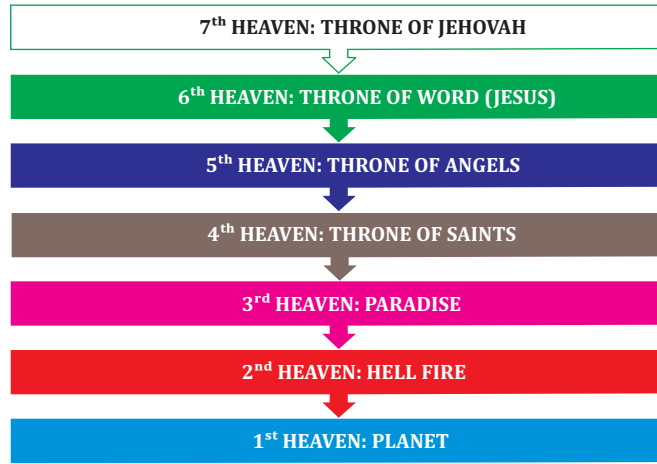 7th HEAVEN: THRONE OF JEHOVAH
6th HEAVEN: THRONE OF WORD (JESUS)
5th HEAVEN: THRONE OF ANGELS
4th HEAVEN: THRONE OF SAINTS
3rd HEAVEN: PARADISE
2nd HEAVEN: HELL FIRE
1st HEAVEN: PLANET